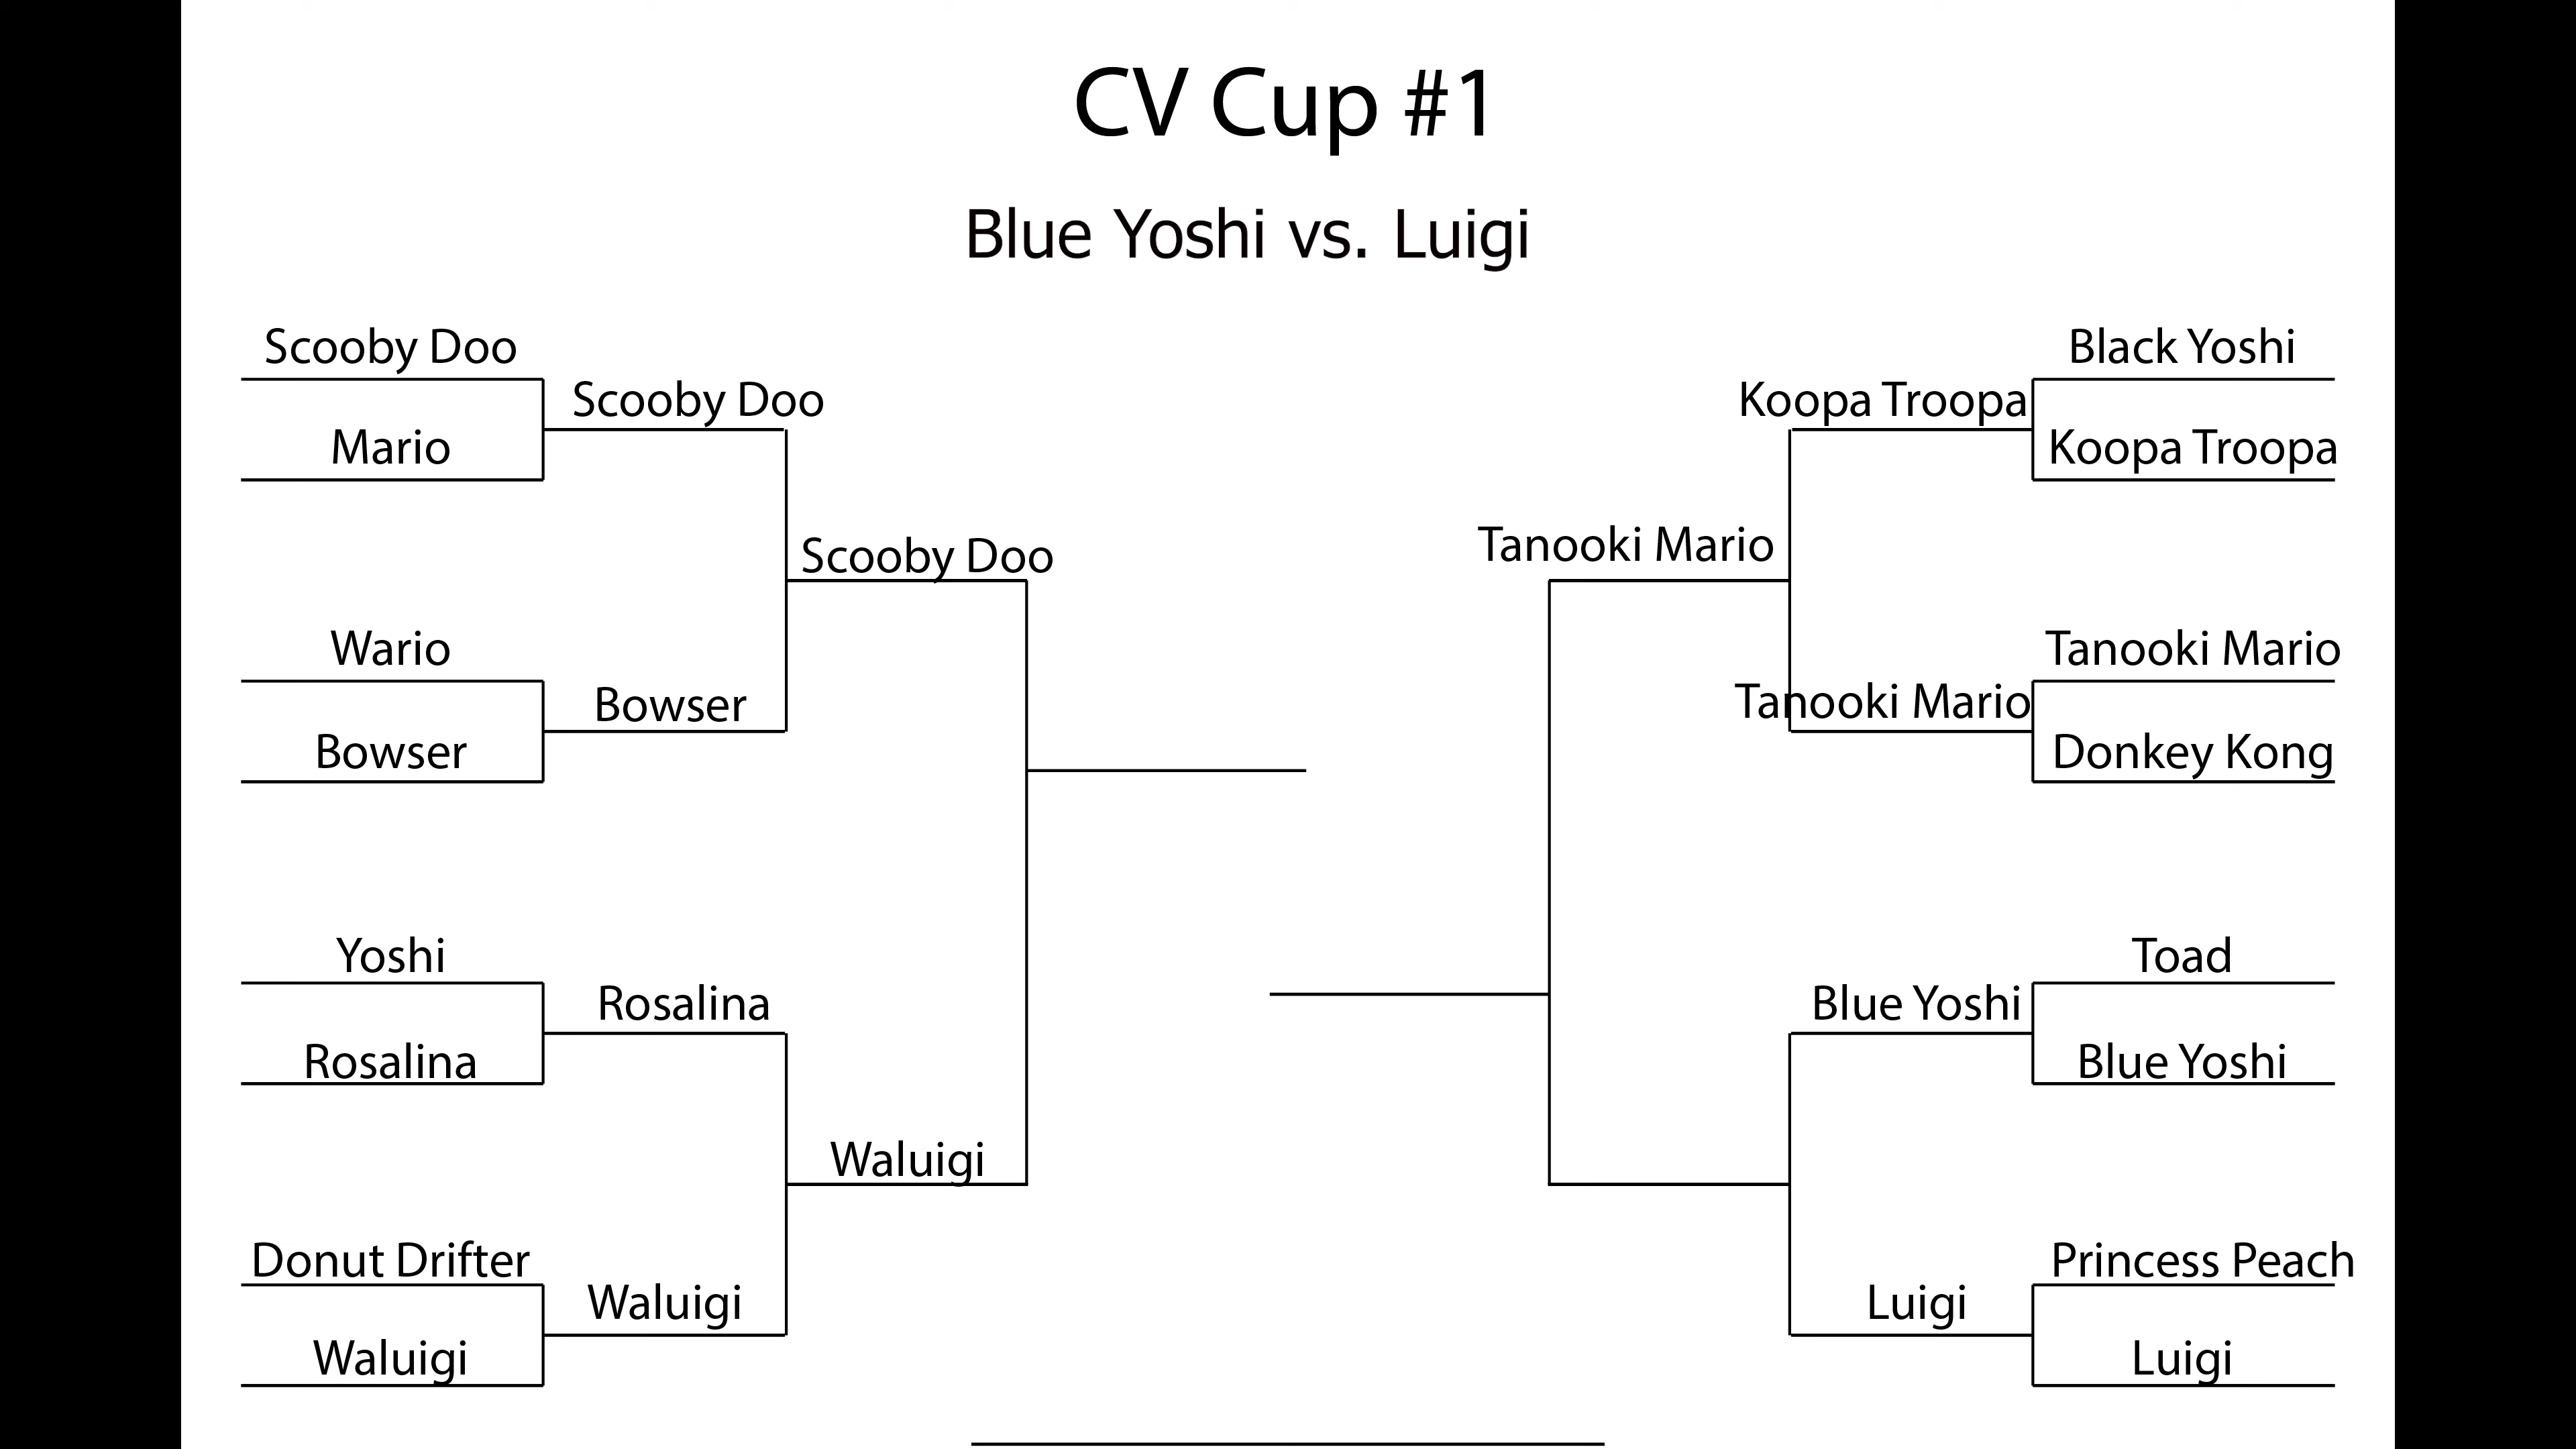 CV Cup #1
Blue Yoshi vs. Luigi
Scooby Doo
Mario
Wario
Bowser
Yoshi
Rosalina
Donut Drifter
Waluigi
Scooby Doo
Bowser
Rosalina
Waluigi
Scooby Doo
Waluigi
Tanooki Mario
Koopa Troopa
Tanooki Mario
Blue Yoshi
Luigi
Black Yoshi
Koopa Troopa
Tanooki Mario
Donkey Kong
Toad
Blue Yoshi
Princess Peach
Luigi